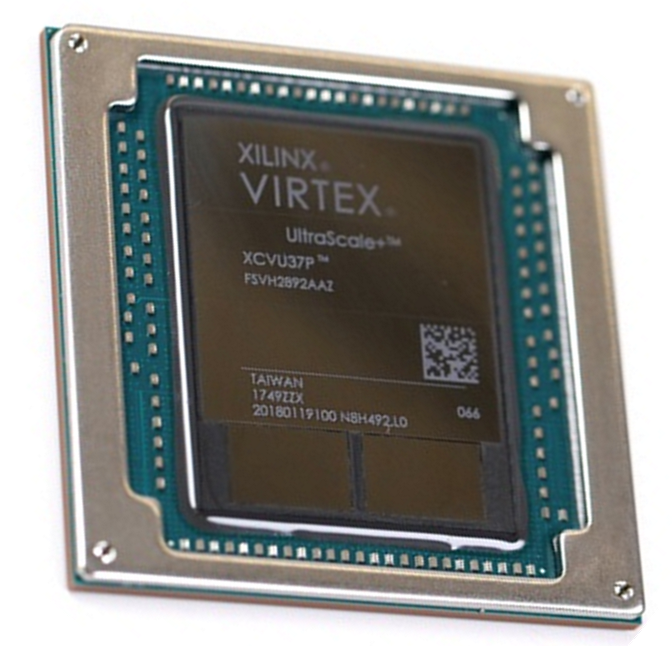 XILINX®
VIRTEX®
UltraScale+™
XCVU37P™
FSVH2892AAZ
TAIWAN
1749ZZX
20180119100 N8H492.L0 066